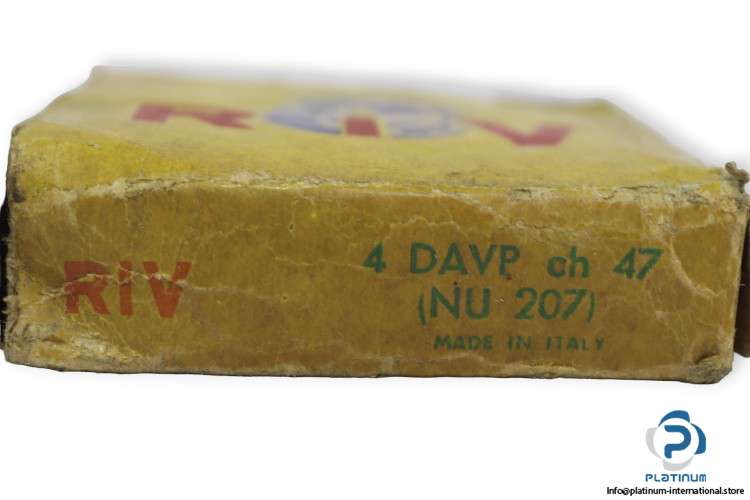 RIV
RIV
4 DAVP ch 47
(NU 207)
MADE IN ITALY
PLATINUM
Info@platinum-international.store